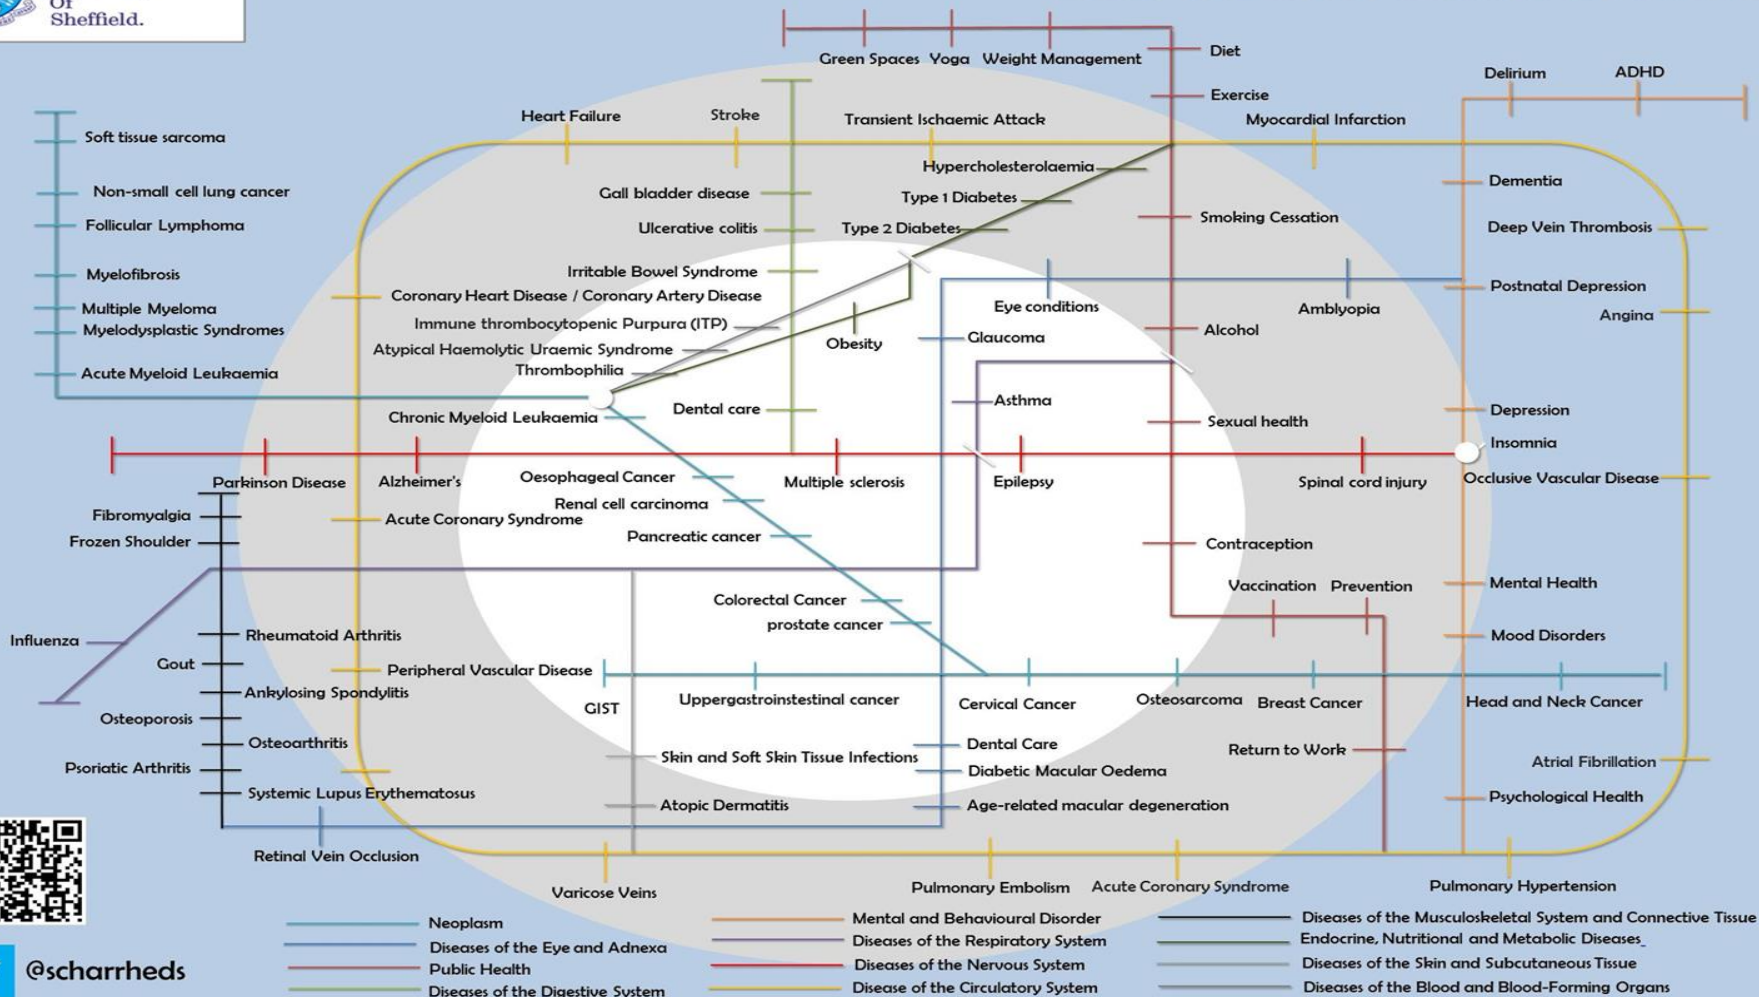 Of
Sheffield.
Green Spaces Yoga Weight Management
Diet
Exercise
Delirium
ADHD
Heart Failure
Stroke
Transient Ischaemic Attack
Myocardial Infarction
Soft tissue sarcoma
Non-small cell lung cancer
Follicular Lymphoma
Myelofibrosis
Multiple Myeloma
Myelodysplastic Syndromes
Acute Myeloid Leukaemia
Hypercholesterolaemia
Type 1 Diabetes
Type 2 Diabetes
Gall bladder disease
Ulcerative colitis
Irritable Bowel Syndrome
Coronary Heart Disease / Coronary Artery Disease
Immune thrombocytopenic Purpura (ITP)
Atypical Haemolytic Uraemic Syndrome
Thrombophilia
Obesity
Dental care
Chronic Myeloid Leukaemia
Smoking Cessation
Dementia
Deep Vein Thrombosis
Postnatal Depression
Angina
Eye conditions
Amblyopia
Glaucoma
Alcohol
Asthma
Sexual health
Depression
Insomnia
Occlusive Vascular Disease
Parkinson Disease
Alzheimer's
Oesophageal Cancer
Multiple sclerosis
Epilepsy
Spinal cord injury
Renal cell carcinoma
Acute Coronary Syndrome
Pancreatic cancer
Fibromyalgia
Frozen Shoulder
Contraception
Vaccination
Prevention
Mental Health
Colorectal Cancer
prostate cancer
Influenza
Rheumatoid Arthritis
Gout
Ankylosing Spondylitis
Osteoporosis
Osteoarthritis
Psoriatic Arthritis
Systemic Lupus Erythematosus
Mood Disorders
Peripheral Vascular Disease
GIST
Uppergastroinstestinal cancer
Cervical Cancer
Osteosarcoma
Breast Cancer
Head and Neck Cancer
Return to Work
Atrial Fibrillation
Psychological Health
Skin and Soft Skin Tissue Infections
Atopic Dermatitis
Dental Care
Diabetic Macular Oedema
Age-related macular degeneration
Retinal Vein Occlusion
Varicose Veins
Pulmonary Embolism
Acute Coronary Syndrome
Pulmonary Hypertension
Neoplasm
Diseases of the Eye and Adnexa
Public Health
Diseases of the Digestive System
Mental and Behavioural Disorder
Diseases of the Respiratory System
Diseases of the Nervous System
Disease of the Circulatory System
Diseases of the Musculoskeletal System and Connective Tissue
Endocrine, Nutritional and Metabolic Diseases
Diseases of the Skin and Subcutaneous Tissue
Diseases of the Blood and Blood-Forming Organs
@scharrheds